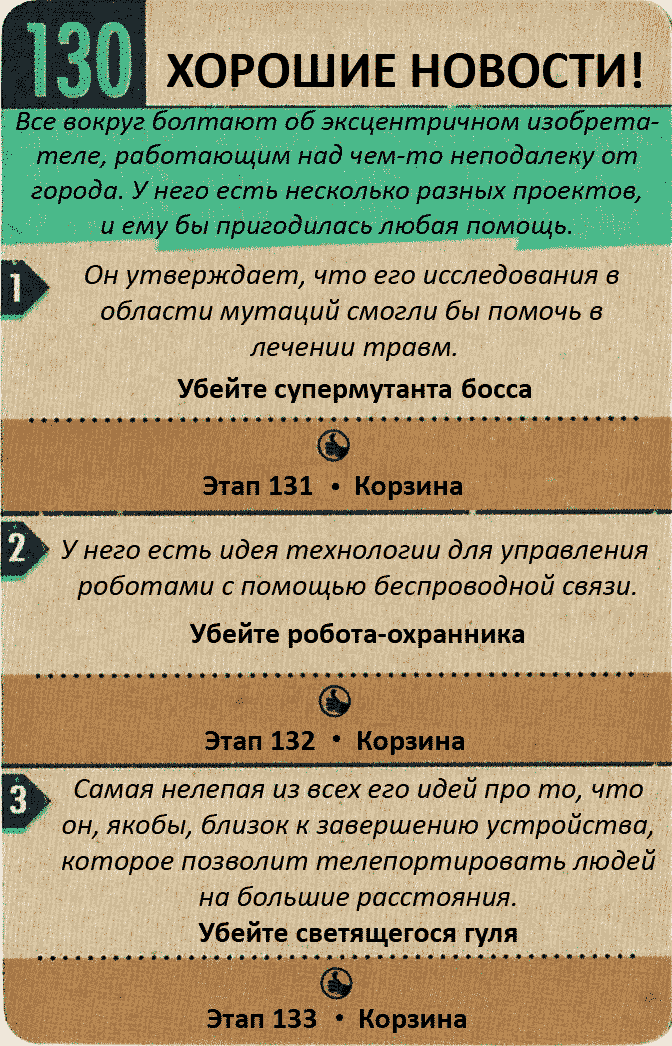 130
ХОРОШИЕ НОВОСТИ!
Все вокруг болтают об эксцентричном изобрета-
теле, работающим над чем-то неподалеку от
города. У него есть несколько разных проектов,
и ему бы пригодилась любая помощь.
1
Он утверждает, что его исследования в
области мутаций смогли бы помочь в
лечении травм.
Убейте супермутанта босса
Этап 131 • Корзина
2
У него есть идея технологии для управления
роботами с помощью беспроводной связи.
Убейте робота-охранника
Этап 132 • Корзина
3
Самая нелепая из всех его идей про то, что
он, якобы, близок к завершению устройства,
которое позволит телепортировать людей
на большие расстояния.
Убейте светящегося гуля
Этап 133 • Корзина